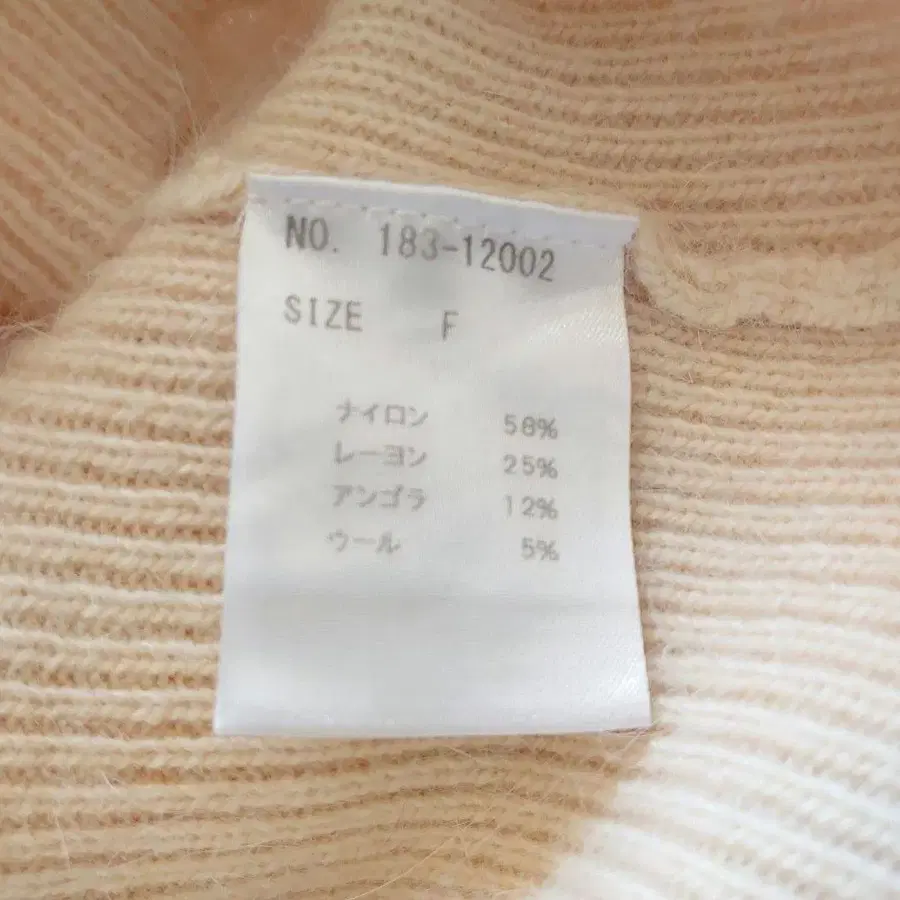 NO. 183-12002
SIZE F
ナイロン 58%
レーヨン 25%
アンゴラ 12%
ウール 5%